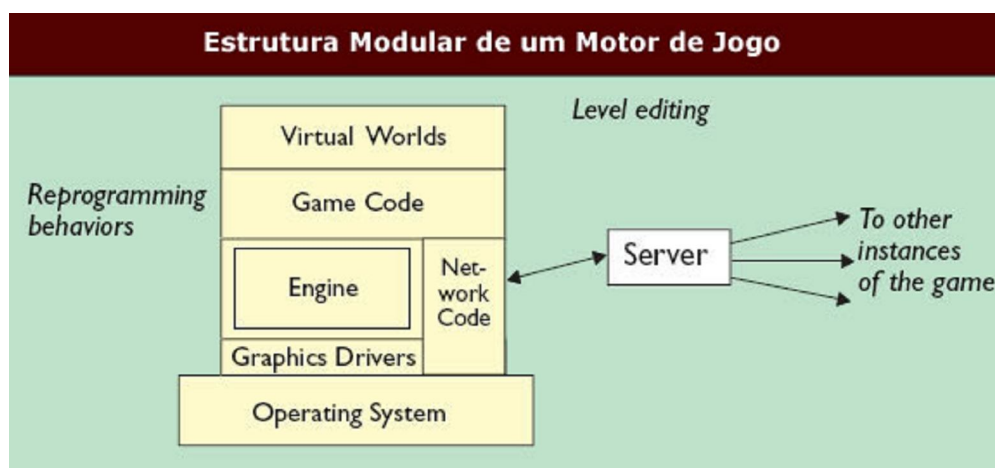 Estrutura Modular de um Motor de Jogo
Level editing
Virtual Worlds
Reprogramming
behaviors
Game Code
Engine
Net-
work
Code
Graphics Drivers
Operating System
Server
To other
instances
of the game